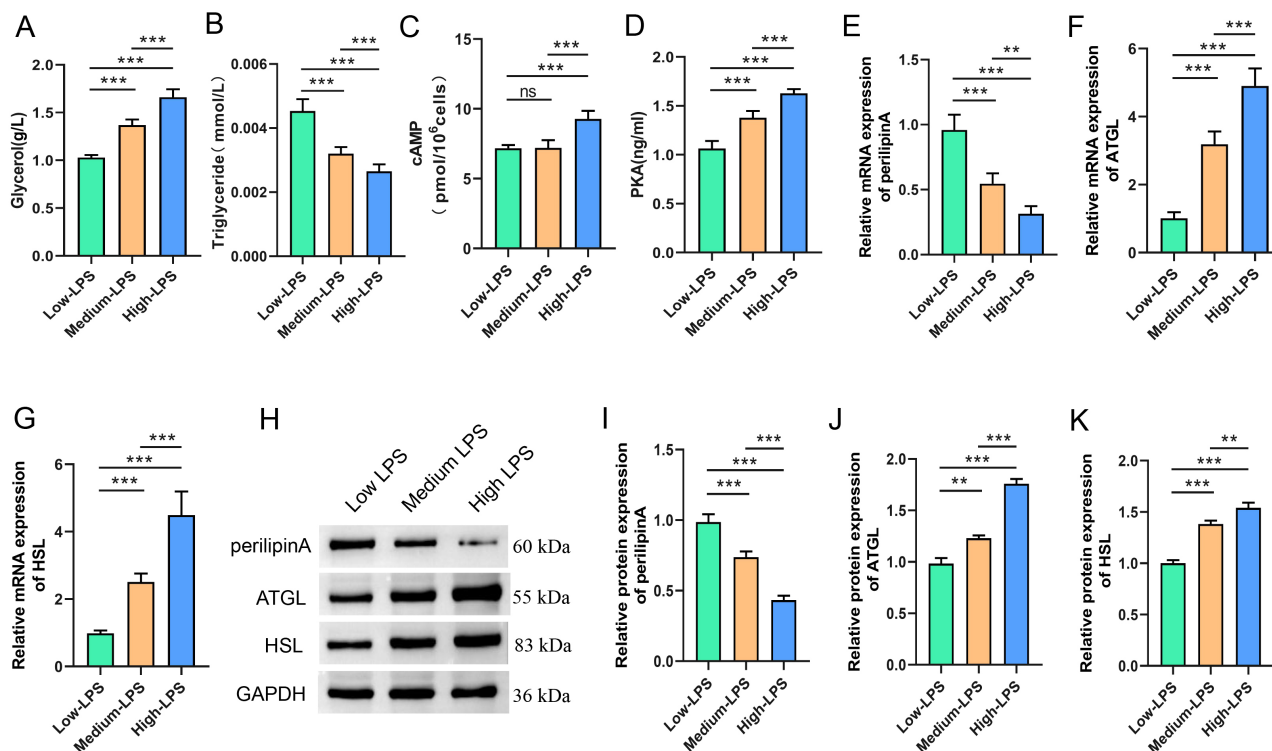 A
Glycerol(g/L)
2.0
1.5
1.0
0.5
0.0
***
***
***
Low-LPS
Medium-LPS
High-LPS
B
Triglyceride( mmol/L)
0.006
0.004
0.002
0.000
***
***
***
Low-LPS
Medium-LPS
High-LPS
C
cAMP
( pmol/10^6cells)
15
10
5
0
***
***
ns
Low-LPS
Medium-LPS
High-LPS
D
PKA(ng/ml)
2.0
1.5
1.0
0.5
0.0
***
***
***
Low-LPS
Medium-LPS
High-LPS
E
Relative mRNA expression
of perilipinA
1.5
1.0
0.5
0.0
**
***
***
Low-LPS
Medium-LPS
High-LPS
F
Relative mRNA expression
of ATGL
6
4
2
0
***
***
***
Low-LPS
Medium-LPS
High-LPS
G
Relative mRNA expression
of HSL
6
4
2
0
***
***
***
Low-LPS
Medium-LPS
High-LPS
H
Low LPS
Medium LPS
High LPS
perilipinA 60 kDa
ATGL 55 kDa
HSL 83 kDa
GAPDH 36 kDa
I
Relative protein expression
of perilipinA
1.5
1.0
0.5
0.0
***
***
***
Low-LPS
Medium-LPS
High-LPS
J
Relative protein expression
of ATGL
2.0
1.5
1.0
0.5
0.0
***
***
**
Low-LPS
Medium-LPS
High-LPS
K
Relative protein expression
of HSL
2.0
1.5
1.0
0.5
0.0
**
***
***
Low-LPS
Medium-LPS
High-LPS